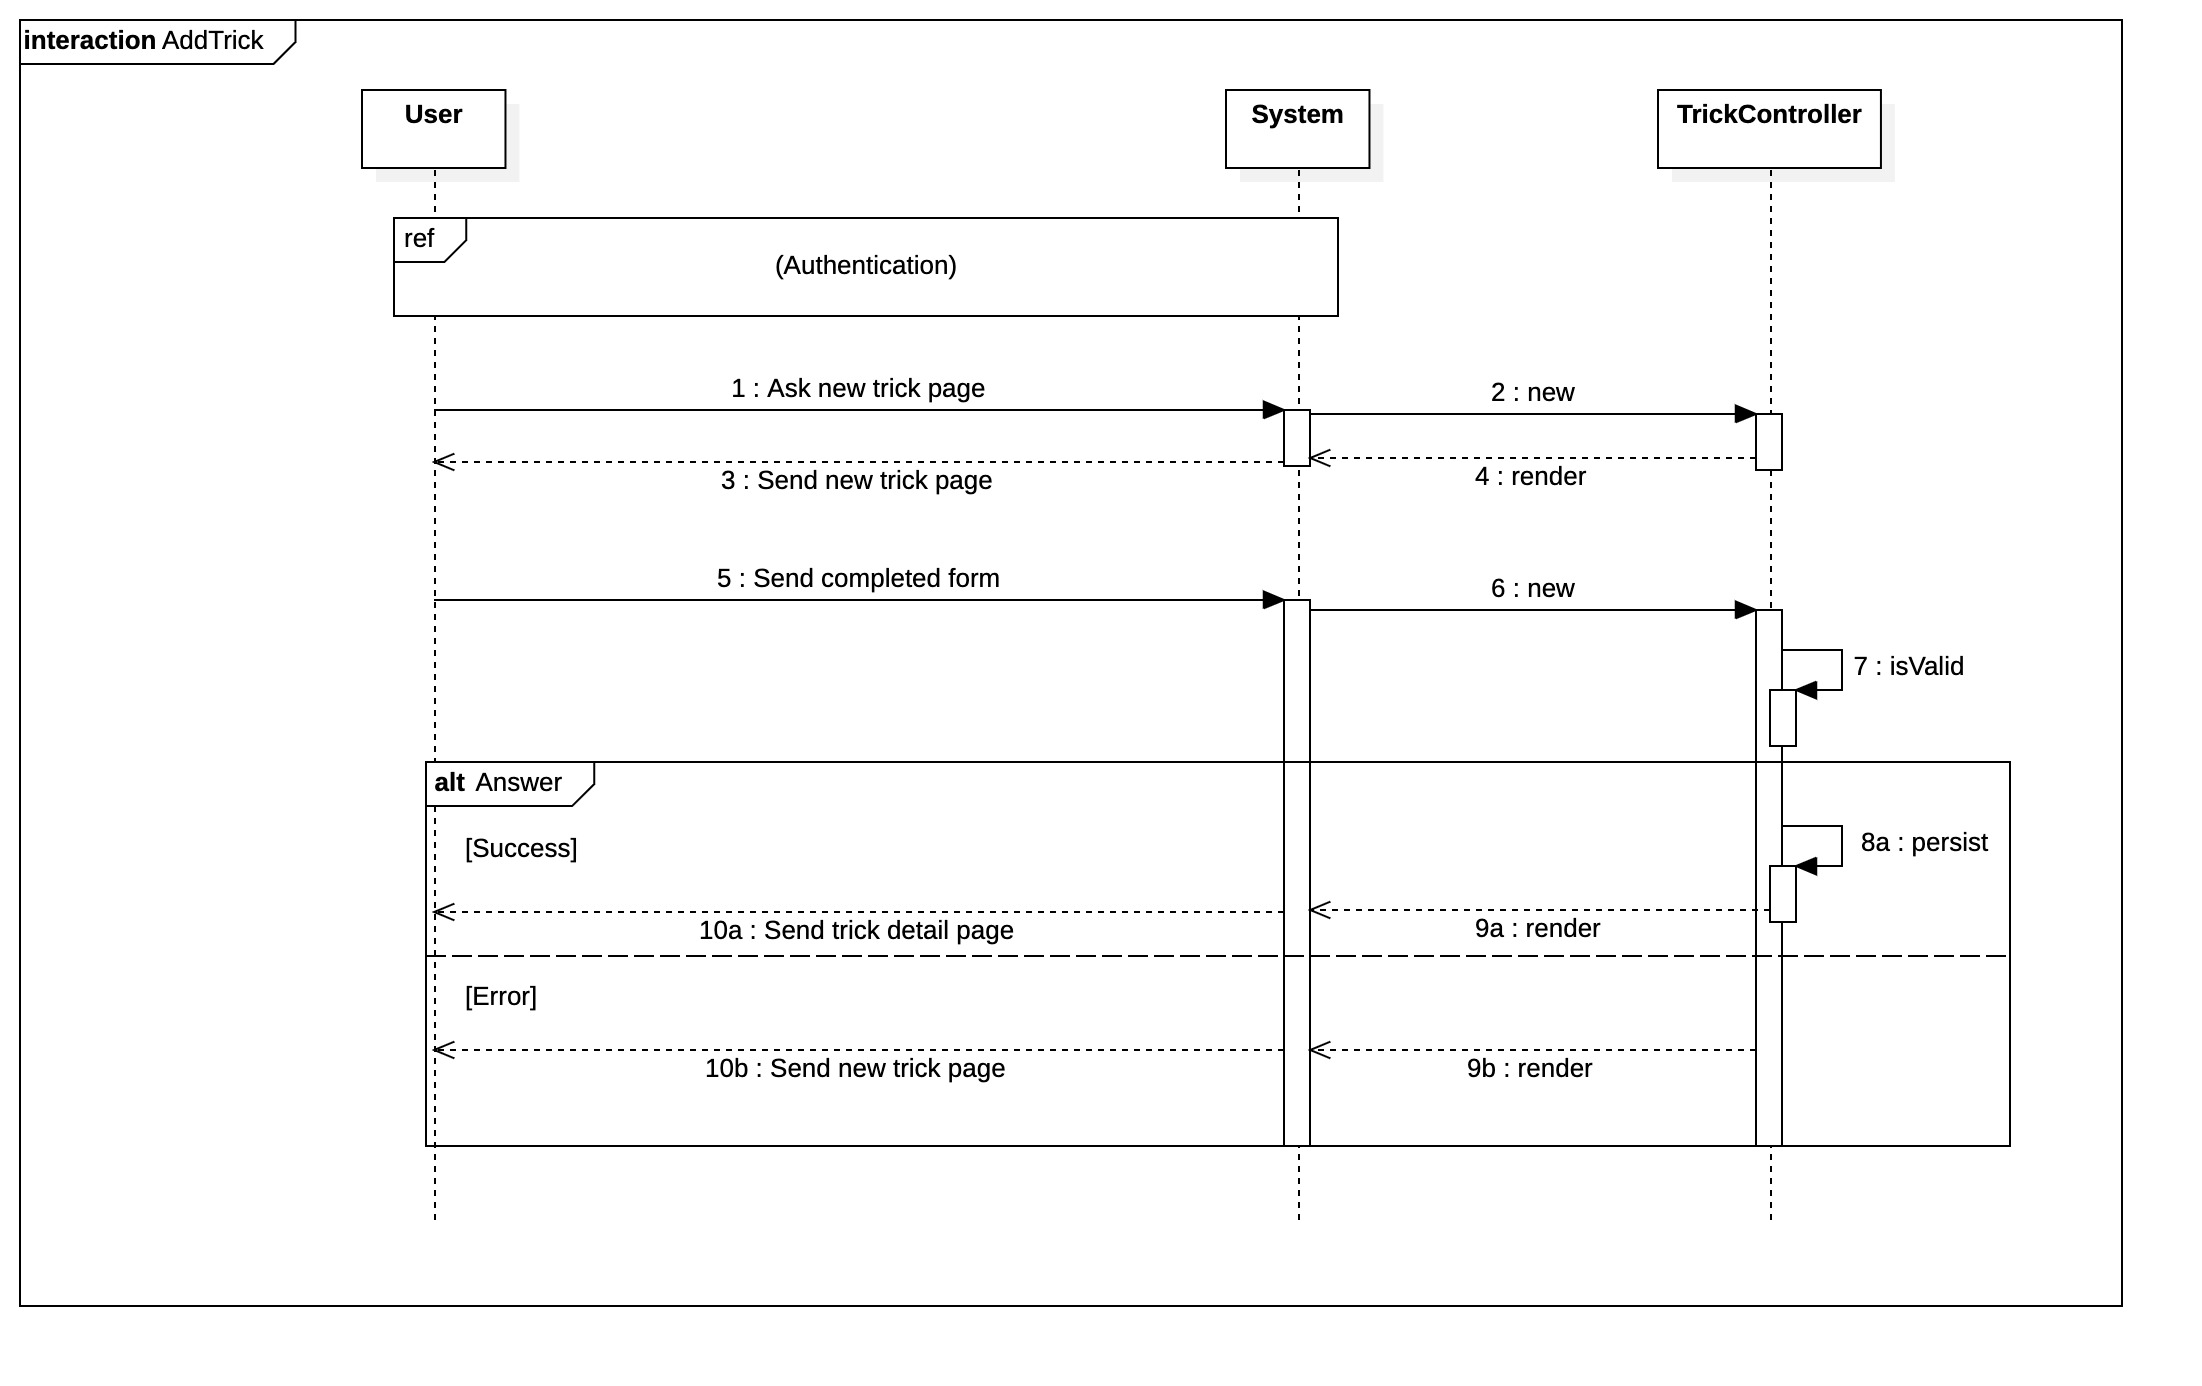 interaction AddTrick
User
System
TrickController
ref
(Authentication)
1 : Ask new trick page
2 : new
3 : Send new trick page
4 : render
5 : Send completed form
6 : new
7 : isValid
alt Answer
[Success]
8a : persist
10a : Send trick detail page
9a : render
[Error]
10b : Send new trick page
9b : render